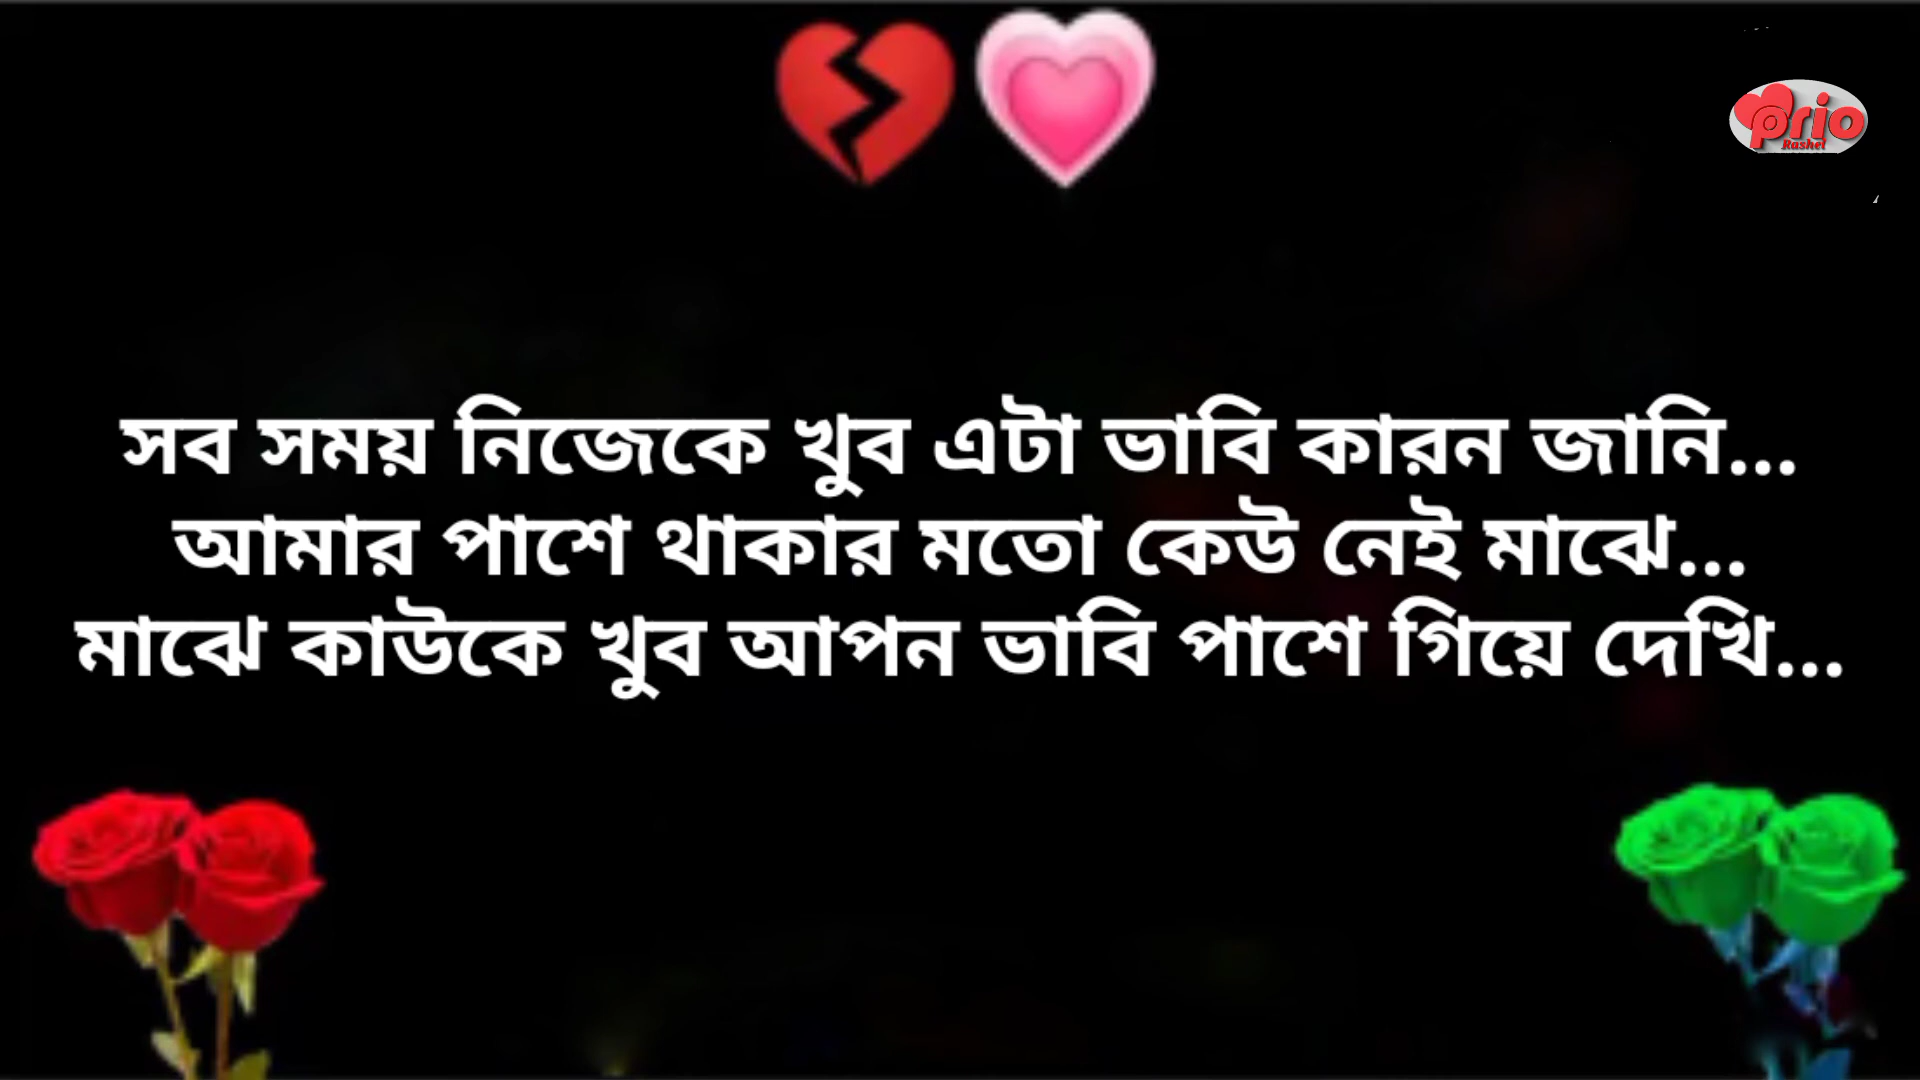 prio
Rashel
সব সময় নিজেকে খুব এটা ভাবি কারন জানি...
আমার পাশে থাকার মতো কেউ নেই মাঝে...
মাঝে কাউকে খুব আপন ভাবি পাশে গিয়ে দেখি...